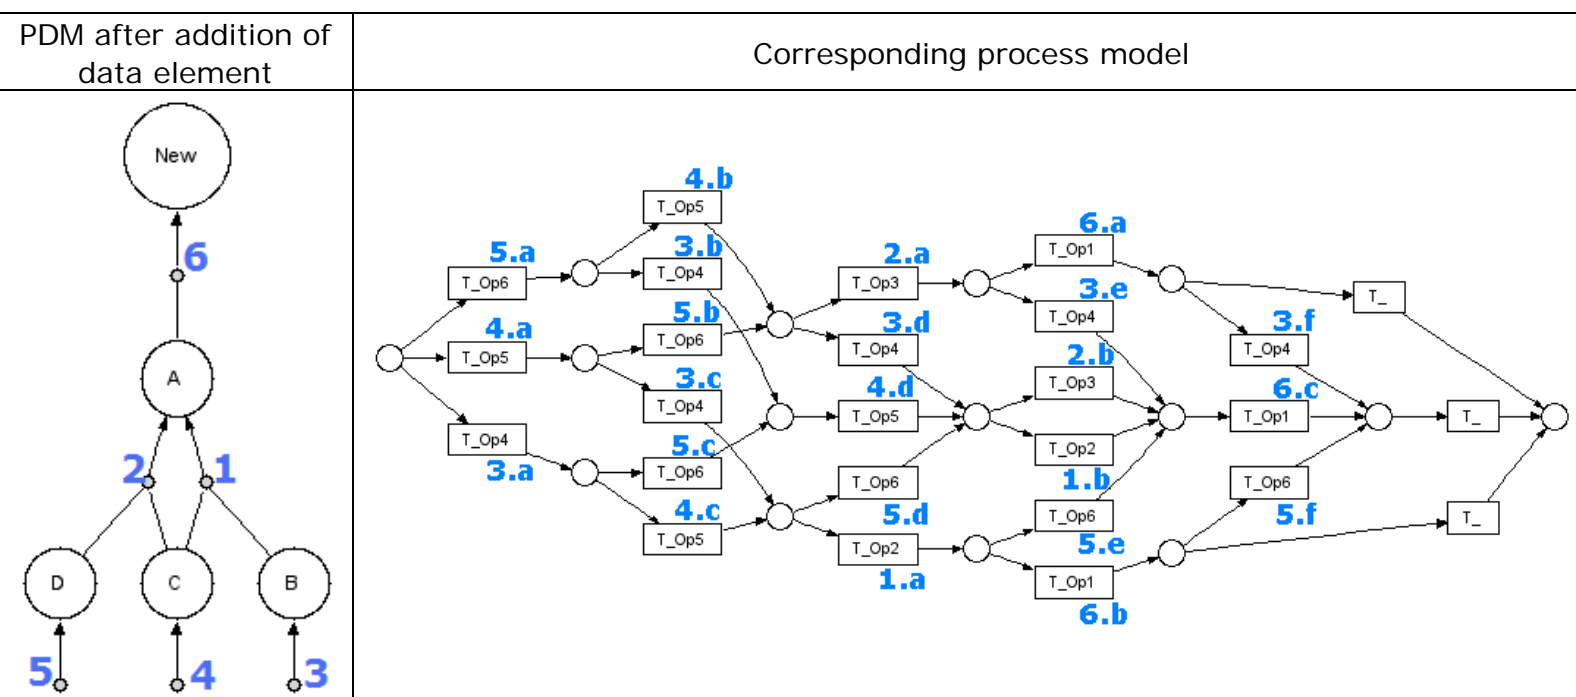 PDM after addition of
data element
Corresponding process model
New
6
A
2
1
D
C
B
5
4
3
4.b
T_Op5
5.a
T_Op6
3.b
T_Op4
4.a
T_Op5
5.b
T_Op6
3.c
T_Op4
T_Op4
3.a
5.c
T_Op6
4.c
T_Op5
2.a
T_Op3
3.d
T_Op4
4.d
T_Op5
T_Op6
5.d
T_Op2
1.a
6.a
T_Op1
3.e
T_Op4
2.b
T_Op3
T_Op2
1.b
T_Op6
5.e
T_Op1
6.b
3.f
T_Op4
6.c
T_Op1
T_Op6
5.f
T_
T_
T_